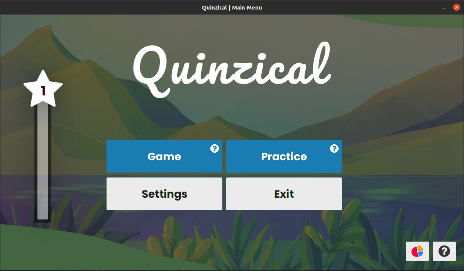 Quinzical | Main Menu
Quinzical
1
Game ?
Practice ?
Settings
Exit
?